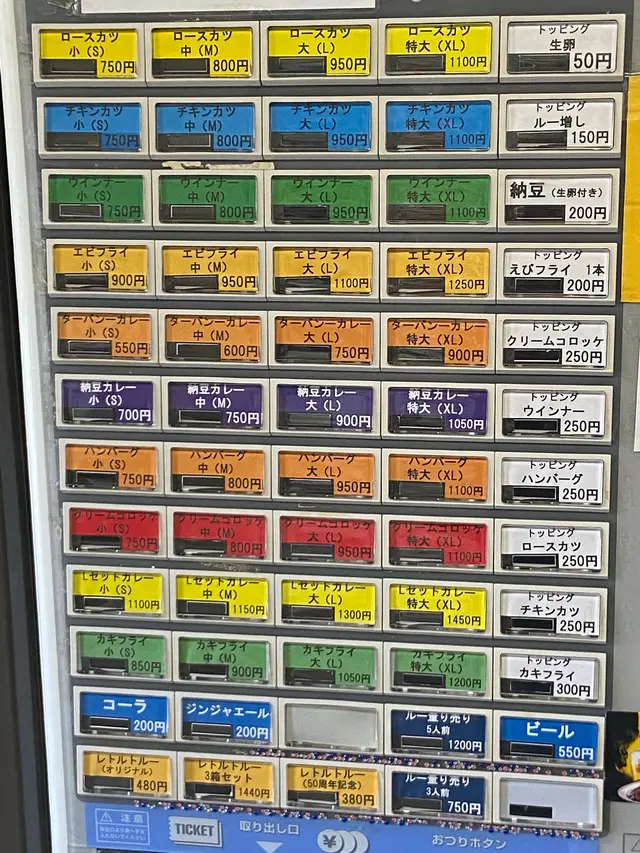 ロースカツ
小（S）
750円
ロースカツ
中（M）
800円
ロースカツ
大（L）
950円
ロースカツ
特大（XL）
1100円
トッピング
生卵
50円
チキンカツ
小（S）
750円
チキンカツ
中（M）
800円
チキンカツ
大（L）
950円
チキンカツ
特大（XL）
1100円
トッピング
ルー増し
150円
ウインナー
小（S）
750円
ウインナー
中（M）
800円
ウインナー
大（L）
950円
ウインナー
特大（XL）
1100円
納豆（生卵付き）
200円
エビフライ
小（S）
900円
エビフライ
中（M）
950円
エビフライ
大（L）
1100円
エビフライ
特大（XL）
1250円
トッピング
えびフライ 1本
200円
ターバンカレー
小（S）
550円
ターバンカレー
中（M）
600円
ターバンカレー
大（L）
750円
ターバンカレー
特大（XL）
900円
トッピング
クリームコロッケ
250円
納豆カレー
小（S）
700円
納豆カレー
中（M）
750円
納豆カレー
大（L）
900円
納豆カレー
特大（XL）
1050円
トッピング
ウインナー
250円
ハンバーグ
小（S）
750円
ハンバーグ
中（M）
800円
ハンバーグ
大（L）
950円
ハンバーグ
特大（XL）
1100円
トッピング
ハンバーグ
250円
クリームコロッケ
小（S）
750円
クリームコロッケ
中（M）
800円
クリームコロッケ
大（L）
950円
クリームコロッケ
特大（XL）
1100円
トッピング
ロースカツ
250円
Lセットカレー
小（S）
1100円
Lセットカレー
中（M）
1150円
Lセットカレー
大（L）
1300円
Lセットカレー
特大（XL）
1450円
トッピング
チキンカツ
250円
カキフライ
小（S）
850円
カキフライ
中（M）
900円
カキフライ
大（L）
1050円
カキフライ
特大（XL）
1200円
トッピング
カキフライ
300円
コーラ
200円
ジンジャエール
200円
ルー量り売り
5人前
1200円
ビール
550円
レトルトルー
（オリジナル）
480円
レトルトルー
3箱セット
1440円
レトルトルー
（50周年記念）
380円
ルー量り売り
3人前
750円
注意
TICKET
取り出し口
¥
おつりボタン